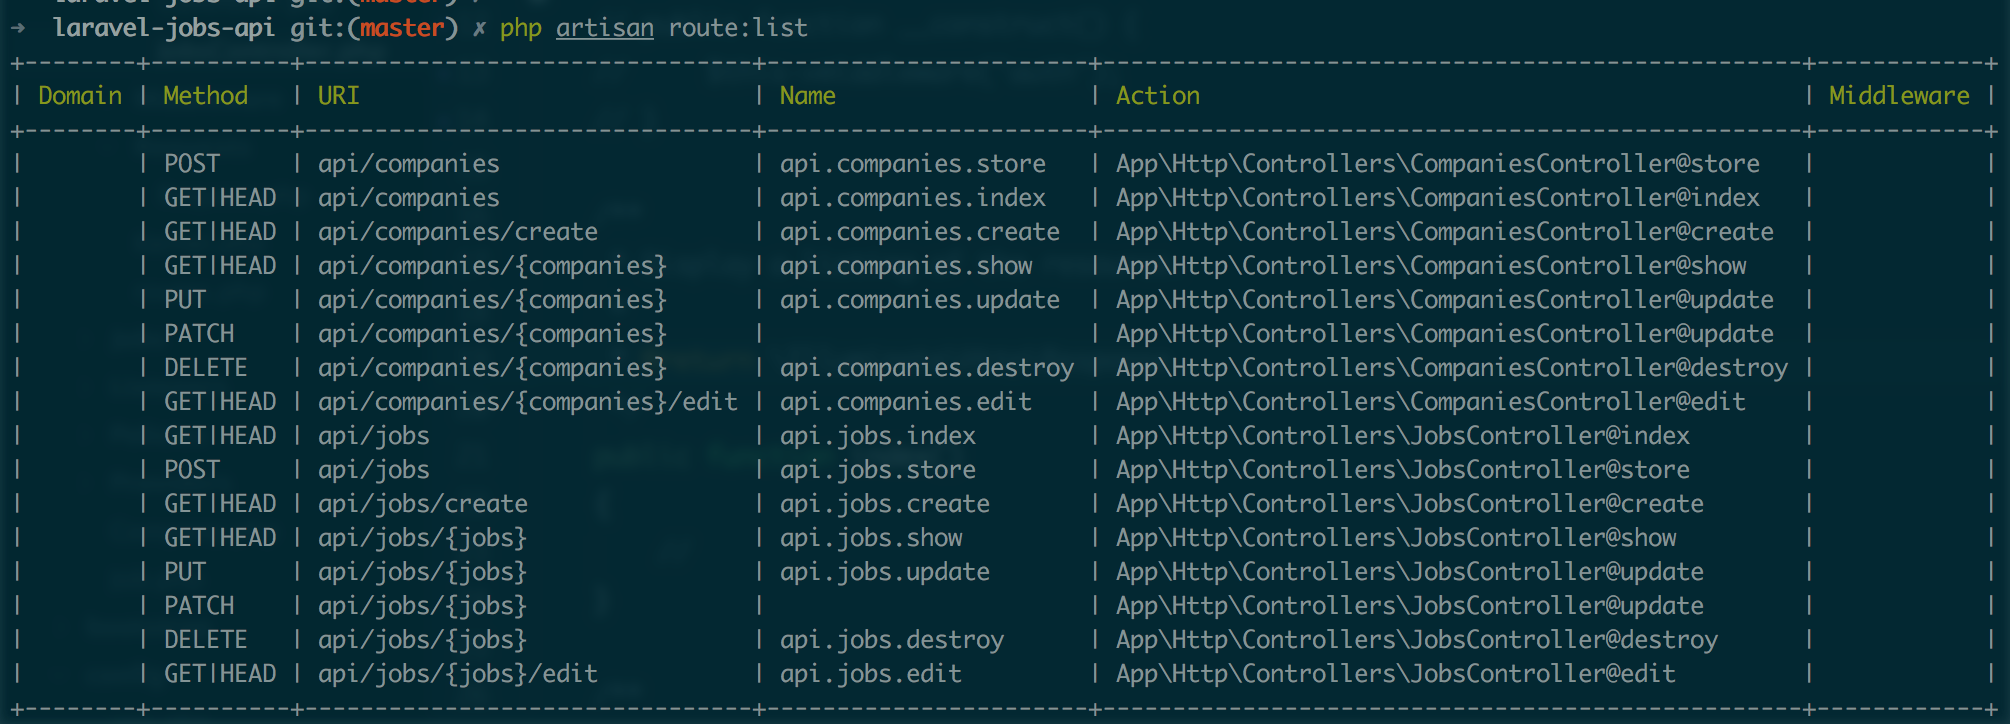 laravel-jobs-api git:(master) ✗
→ laravel-jobs-api git:(master) ✗ php artisan route:list
+--------+----------+--------------------------------+-----------------------+--------------------------------------------------+------------+
| Domain | Method | URI | Name | Action | Middleware |
+--------+----------+--------------------------------+-----------------------+--------------------------------------------------+------------+
| | POST | api/companies | api.companies.store | App\Http\Controllers\CompaniesController@store | |
| | GET|HEAD | api/companies | api.companies.index | App\Http\Controllers\CompaniesController@index | |
| | GET|HEAD | api/companies/create | api.companies.create | App\Http\Controllers\CompaniesController@create | |
| | GET|HEAD | api/companies/{companies} | api.companies.show | App\Http\Controllers\CompaniesController@show | |
| | PUT | api/companies/{companies} | api.companies.update | App\Http\Controllers\CompaniesController@update | |
| | PATCH | api/companies/{companies} | | App\Http\Controllers\CompaniesController@update | |
| | DELETE | api/companies/{companies} | api.companies.destroy | App\Http\Controllers\CompaniesController@destroy | |
| | GET|HEAD | api/companies/{companies}/edit | api.companies.edit | App\Http\Controllers\CompaniesController@edit | |
| | GET|HEAD | api/jobs | api.jobs.index | App\Http\Controllers\JobsController@index | |
| | POST | api/jobs | api.jobs.store | App\Http\Controllers\JobsController@store | |
| | GET|HEAD | api/jobs/create | api.jobs.create | App\Http\Controllers\JobsController@create | |
| | GET|HEAD | api/jobs/{jobs} | api.jobs.show | App\Http\Controllers\JobsController@show | |
| | PUT | api/jobs/{jobs} | api.jobs.update | App\Http\Controllers\JobsController@update | |
| | PATCH | api/jobs/{jobs} | | App\Http\Controllers\JobsController@update | |
| | DELETE | api/jobs/{jobs} | api.jobs.destroy | App\Http\Controllers\JobsController@destroy | |
| | GET|HEAD | api/jobs/{jobs}/edit | api.jobs.edit | App\Http\Controllers\JobsController@edit | |
+--------+----------+--------------------------------+-----------------------+--------------------------------------------------+------------+